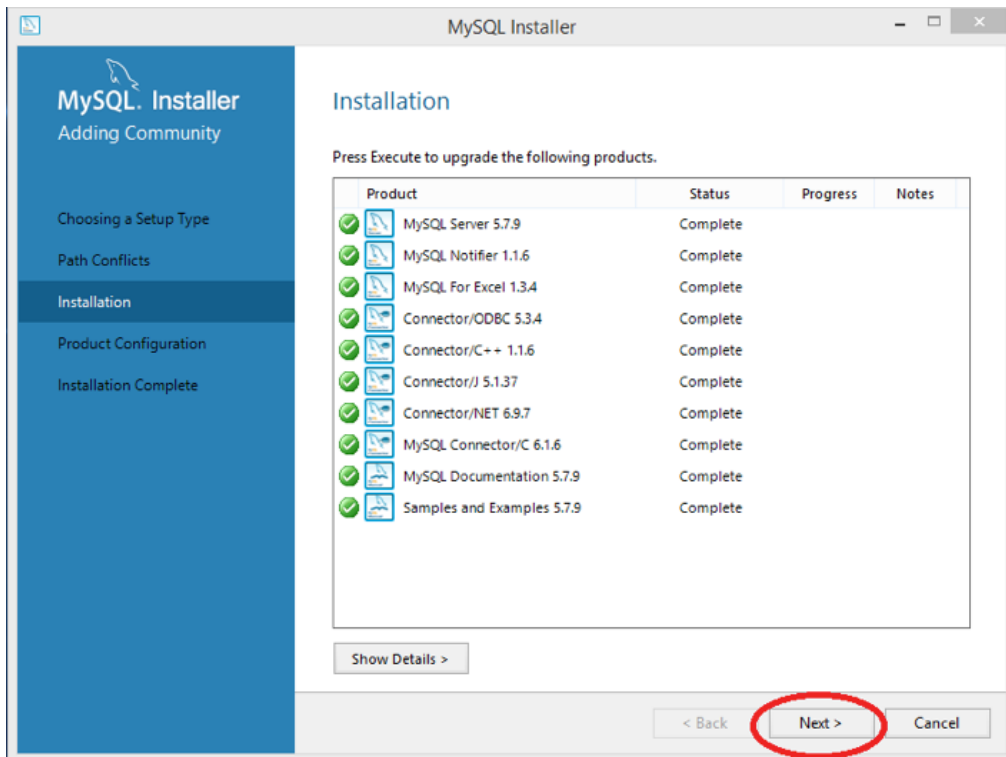 MySQL Installer
MySQL. Installer
Adding Community
Choosing a Setup Type
Path Conflicts
Installation
Product Configuration
Installation Complete
Installation
Press Execute to upgrade the following products.
Product Status Progress Notes
MySQL Server 5.7.9 Complete
MySQL Notifier 1.1.6 Complete
MySQL For Excel 1.3.4 Complete
Connector/ODBC 5.3.4 Complete
Connector/C++ 1.1.6 Complete
Connector/J 5.1.37 Complete
Connector/NET 6.9.7 Complete
MySQL Connector/C 6.1.6 Complete
MySQL Documentation 5.7.9 Complete
Samples and Examples 5.7.9 Complete
Show Details >
< Back Next > Cancel